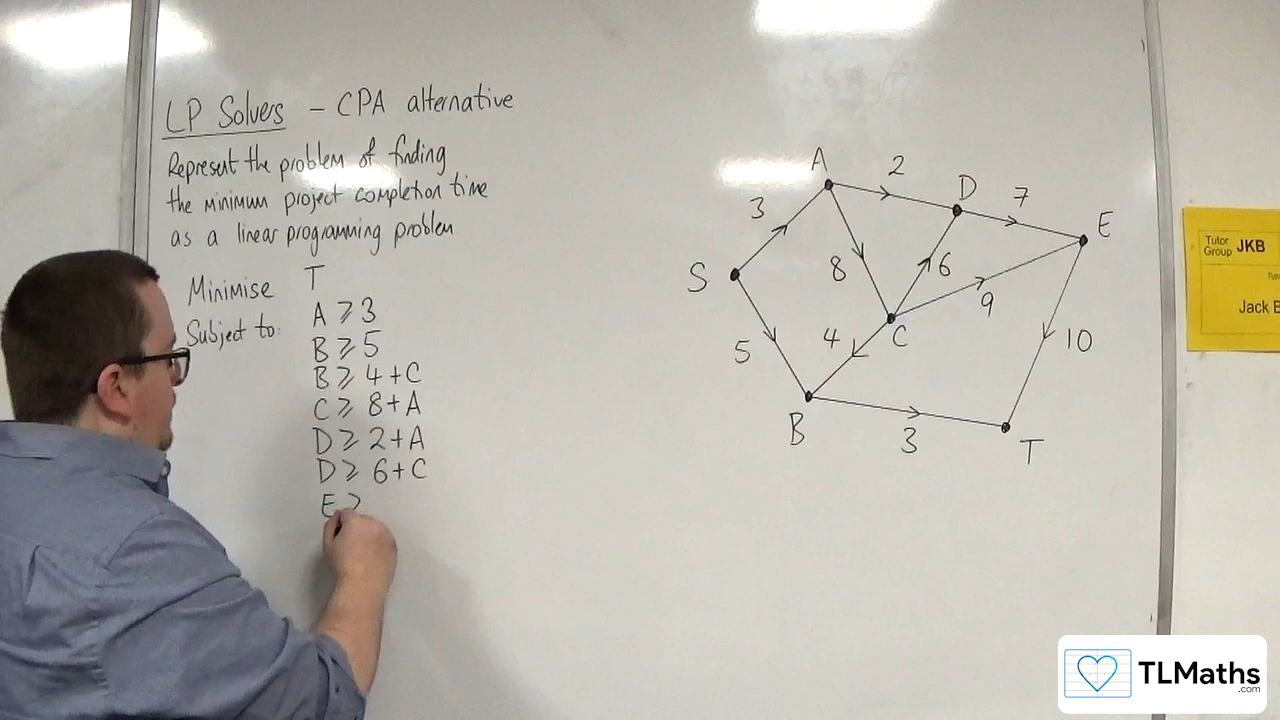 LP Solvers – CPA alternative
Represent the problem of finding
the minimum project completion time
as a linear programming problem
Minimise T
Subject to: A ⩾ 3
B ⩾ 5
B ⩾ 4+C
C ⩾ 8+A
D ⩾ 2+A
D ⩾ 6+C
E ⩾
A
2
D
7
E
3
S
8
6
9
5
4
C
10
B
3
T
Tutor
Group JKB
Jack B
TLMaths
.com